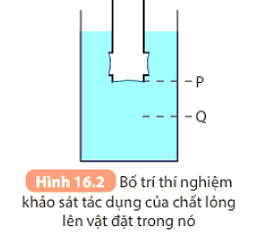 P
Q
Hình 16.2 Bố trí thí nghiệm
khảo sát tác dụng của chất lỏng
lên vật đặt trong nó